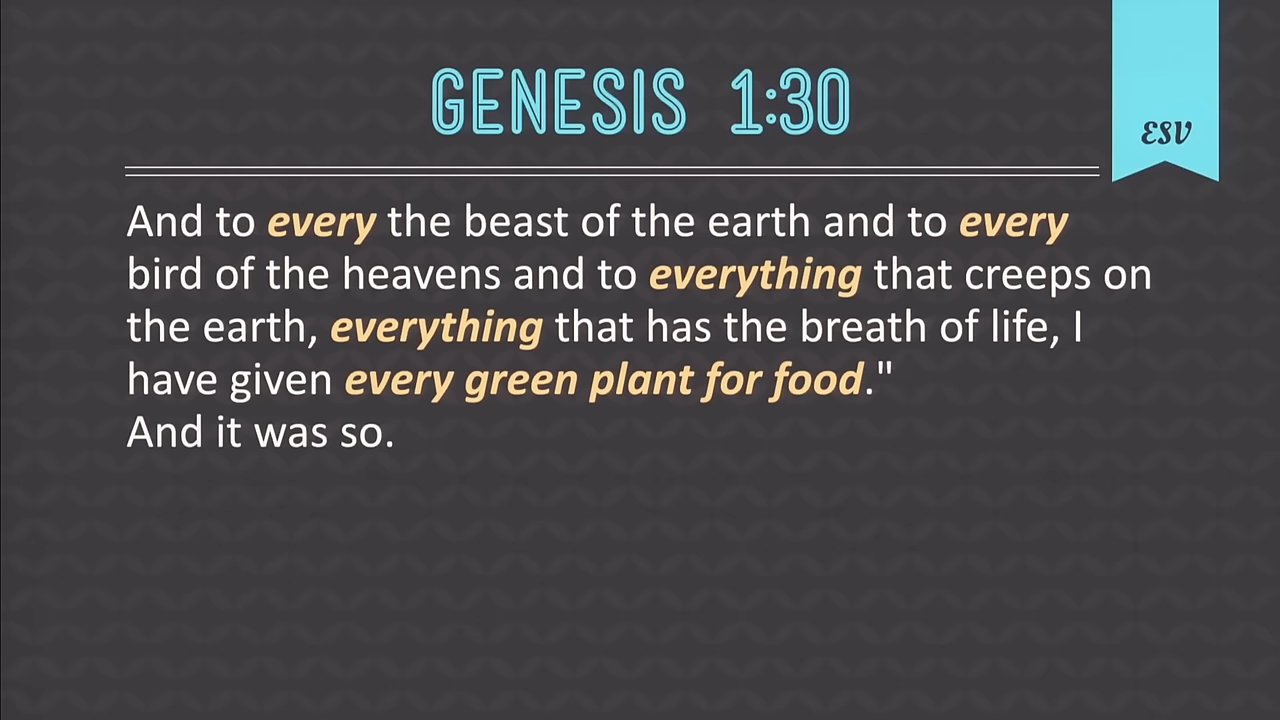 GENESIS 1:30
ESV
And to every the beast of the earth and to every
bird of the heavens and to everything that creeps on
the earth, everything that has the breath of life, I
have given every green plant for food."
And it was so.